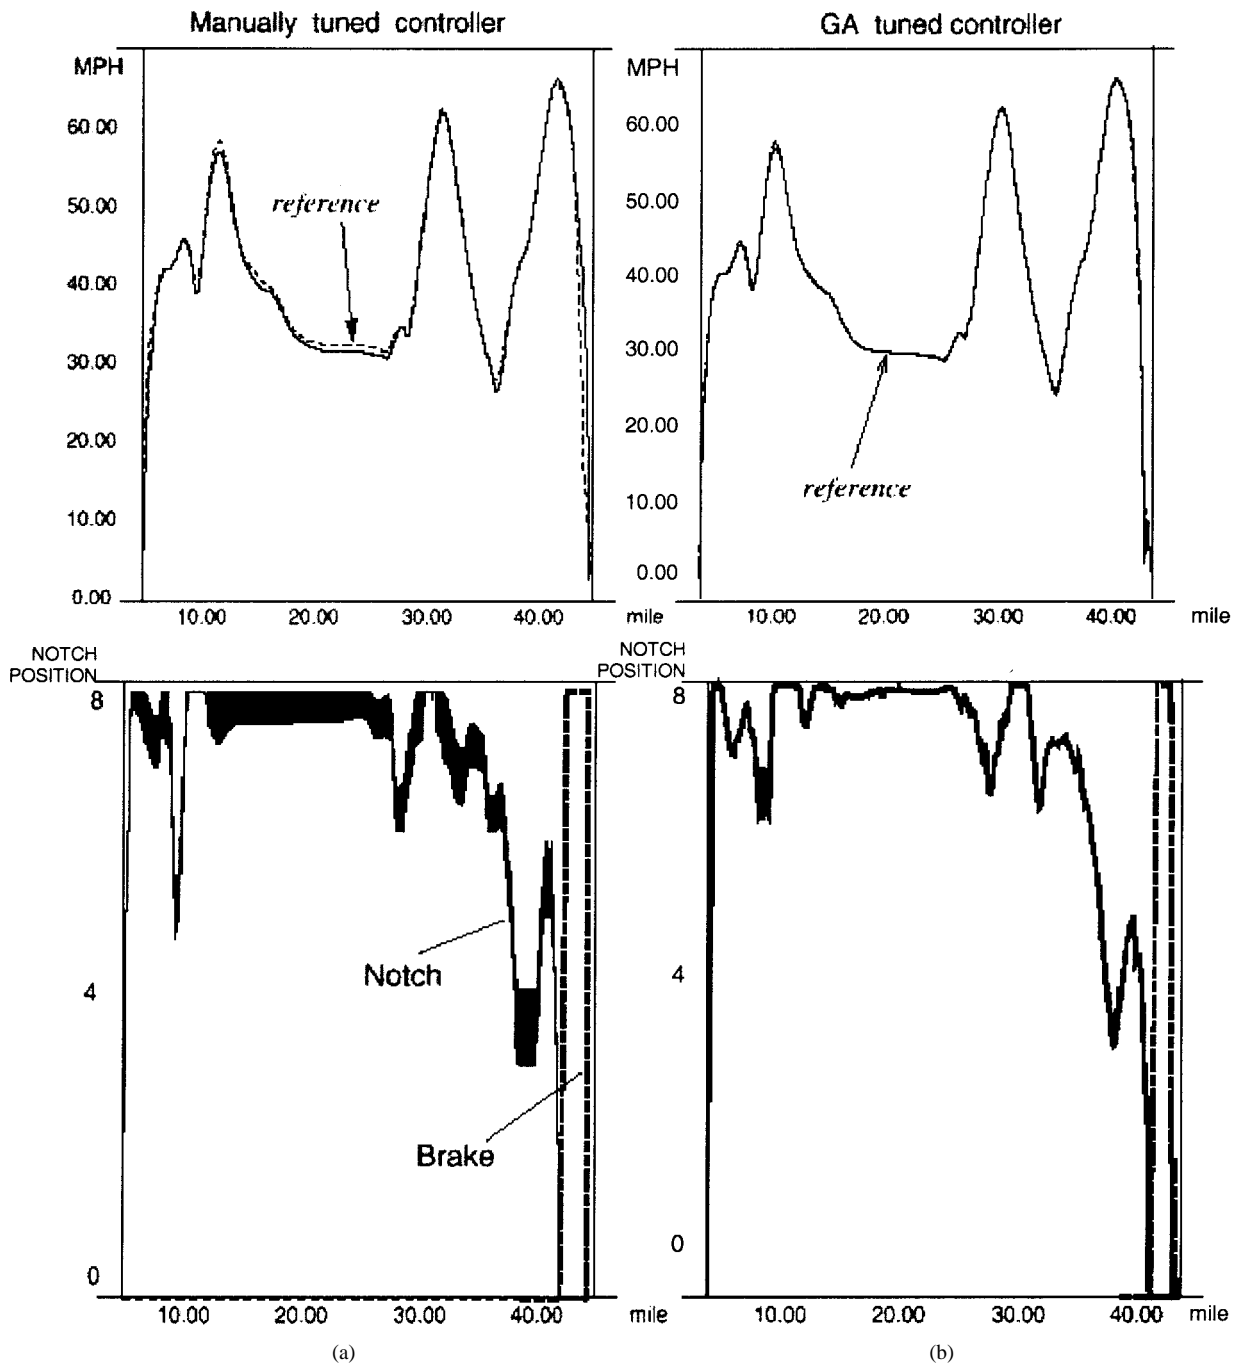 Manually tuned controller
MPH
60.00
50.00
40.00
30.00
20.00
10.00
0.00
reference
10.00 20.00 30.00 40.00 mile
GA tuned controller
MPH
60.00
50.00
40.00
30.00
20.00
10.00
0.00
reference
10.00 20.00 30.00 40.00 mile
NOTCH
POSITION
8
4
0
Notch
Brake
10.00 20.00 30.00 40.00 mile
(a)
NOTCH
POSITION
8
4
0
10.00 20.00 30.00 40.00 mile
(b)